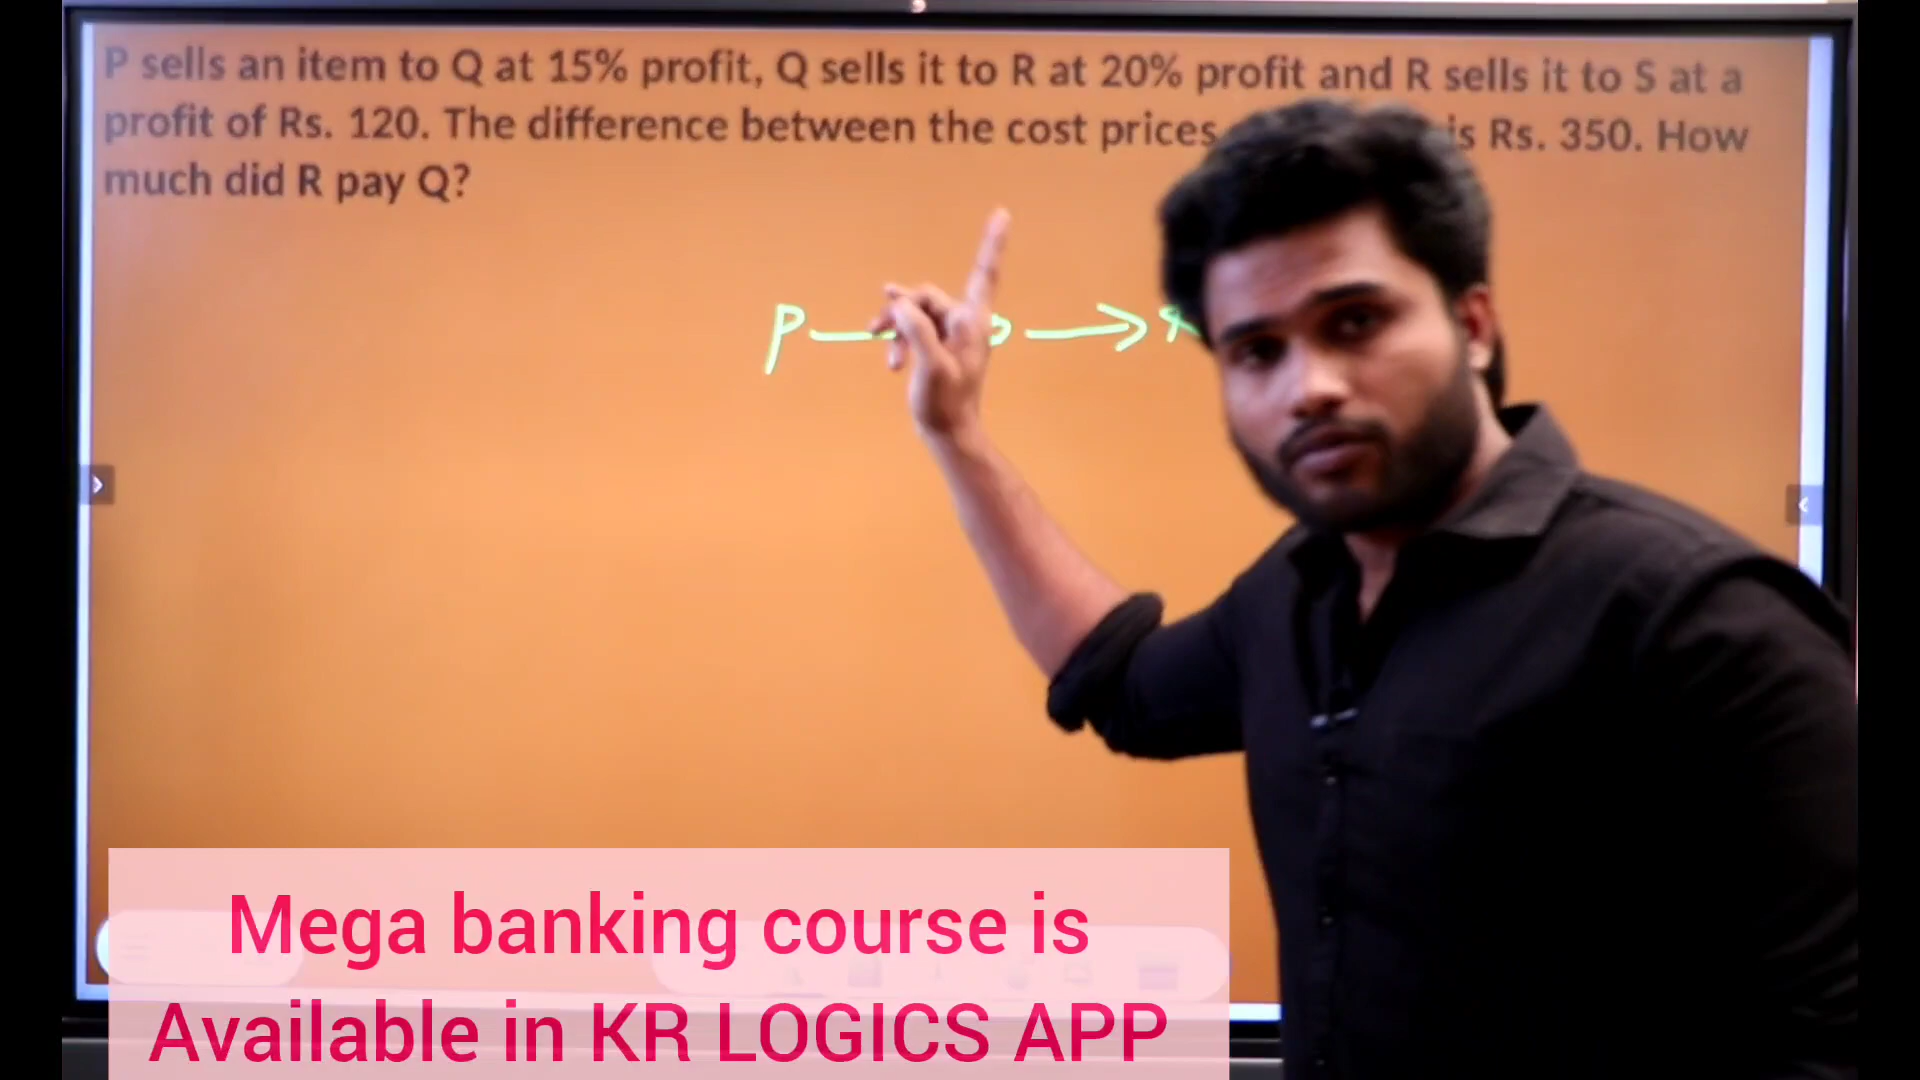 P sells an item to Q at 15% profit, Q sells it to R at 20% profit and R sells it to S at a
profit of Rs. 120. The difference between the cost prices is Rs. 350. How
much did R pay Q?
P
Mega banking course is
Available in KR LOGICS APP